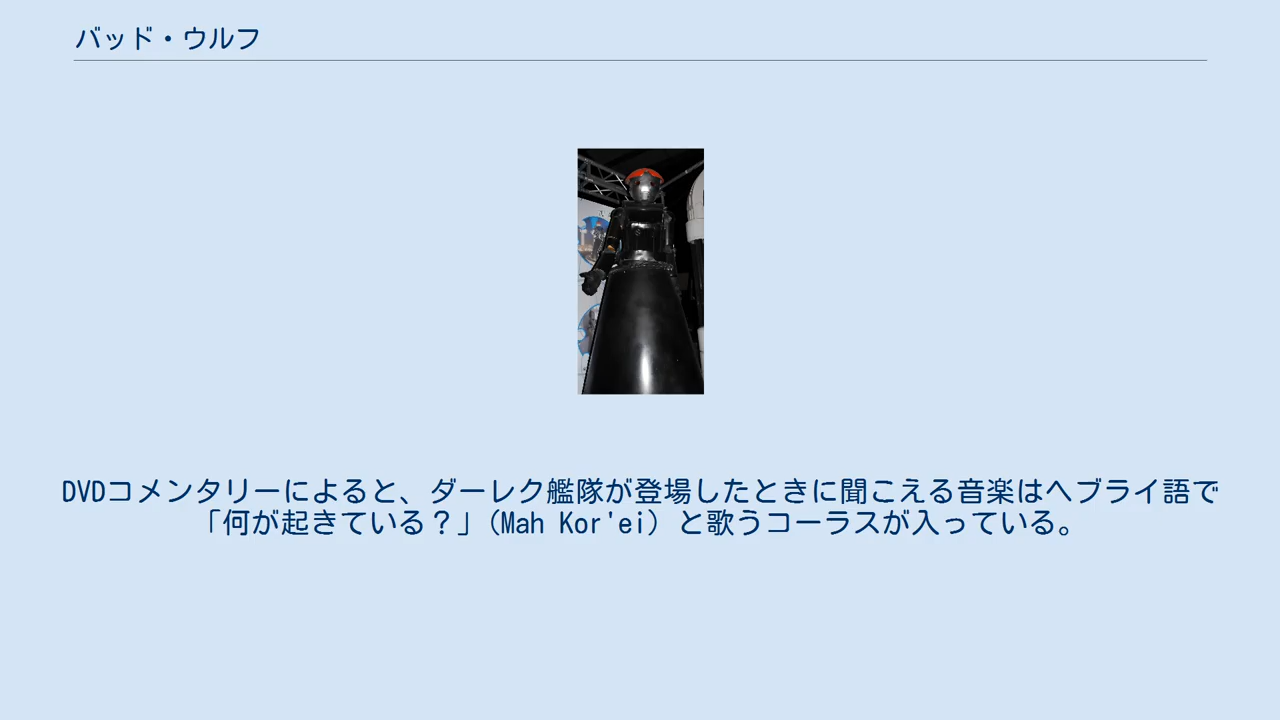 バッド・ウルフ
DVDコメンタリーによると、ダーレク艦隊が登場したときに聞こえる音楽はヘブライ語で
「何が起きている？」(Mah Kor'ei) と歌うコーラスが入っている。